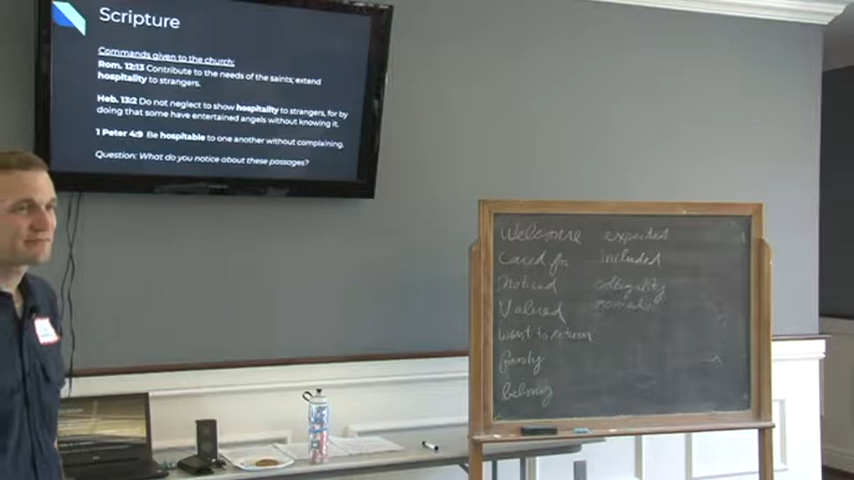 Scripture
Commands given to the church:
Rom. 12:13 Contribute to the needs of the saints; extend
hospitality to strangers.
Heb. 13:2 Do not neglect to show hospitality to strangers, for by
doing that some have entertained angels without knowing it.
1 Peter 4:9 Be hospitable to one another without complaining.
Question: What do you notice about these passages?
Welcome expected
Cared for included
Noticed collegiality
Valued
Want to return
family
belong